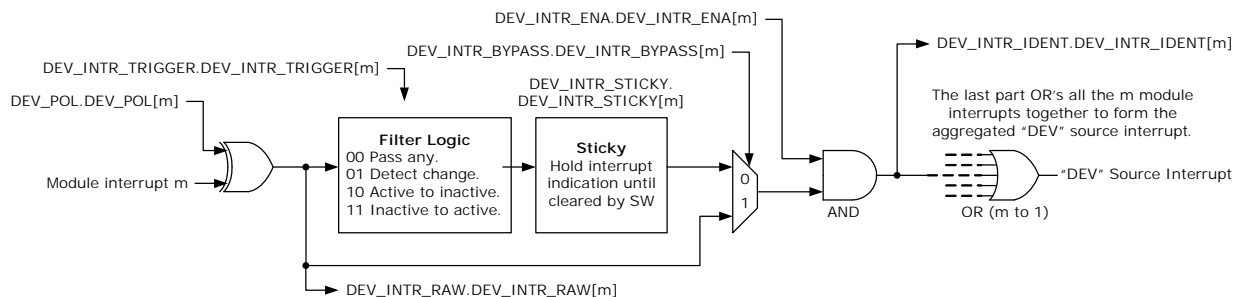 DEV_INTR_ENA.DEV_INTR_ENA[m]
DEV_INTR_IDENT.DEV_INTR_IDENT[m]
DEV_INTR_BYPASS.DEV_INTR_BYPASS[m]
DEV_INTR_TRIGGER.DEV_INTR_TRIGGER[m]
DEV_INTR_STICKY.
DEV_INTR_STICKY[m]
DEV_POL.DEV_POL[m]
The last part OR's all the m module
interrupts together to form the
aggregated "DEV" source interrupt.
Filter Logic
00 Pass any.
01 Detect change.
10 Active to inactive.
11 Inactive to active.
Sticky
Hold interrupt
indication until
cleared by SW
0
1
Module interrupt m
"DEV" Source Interrupt
AND
OR (m to 1)
DEV_INTR_RAW.DEV_INTR_RAW[m]